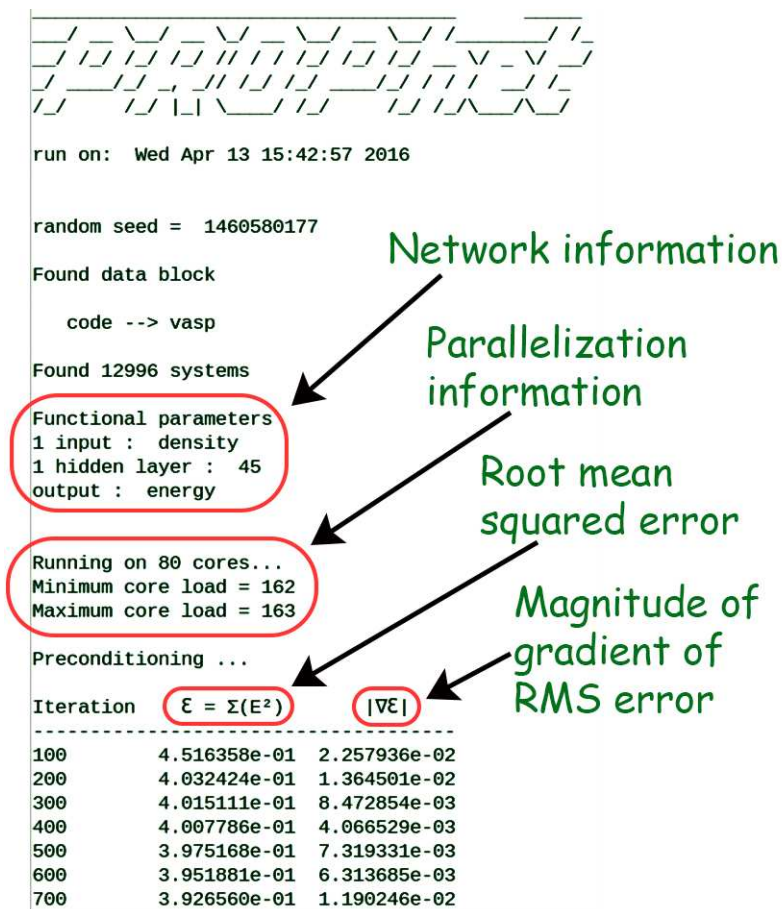 run on:  Wed Apr 13 15:42:57 2016
random seed =  1460580177
Network information
Found data block
code --> vasp
Parallelization
information
Found 12996 systems
Functional parameters
1 input :  density
1 hidden layer :  45
output :  energy
Root mean
squared error
Running on 80 cores...
Minimum core load = 162
Maximum core load = 163
Magnitude of
gradient of
RMS error
Preconditioning ...
Iteration    ℇ = Σ(E²)    |∇ℇ|
---------------------------------------
100    4.516358e-01  2.257936e-02
200    4.032424e-01  1.364501e-02
300    4.015111e-01  8.472854e-03
400    4.007786e-01  4.066529e-03
500    3.975168e-01  7.319331e-03
600    3.951881e-01  6.313685e-03
700    3.926560e-01  1.190246e-02